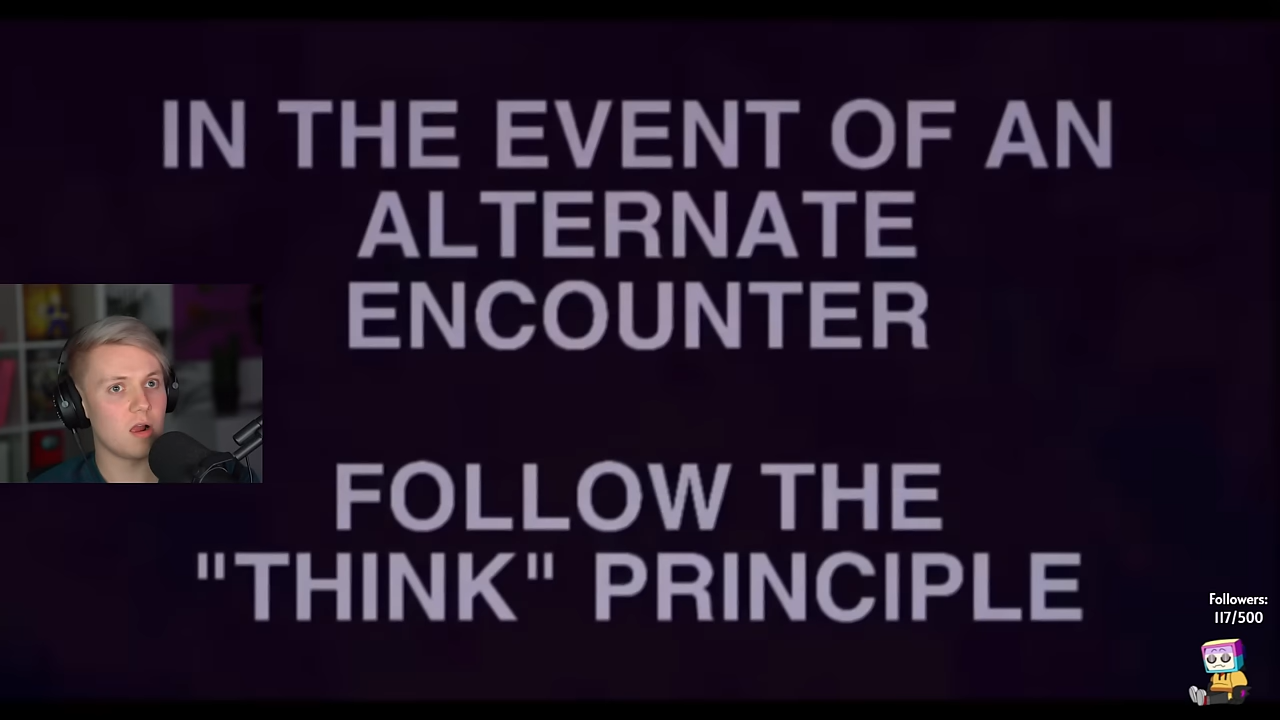 IN THE EVENT OF AN
ALTERNATE
ENCOUNTER
FOLLOW THE
"THINK" PRINCIPLE
Followers:
117/500